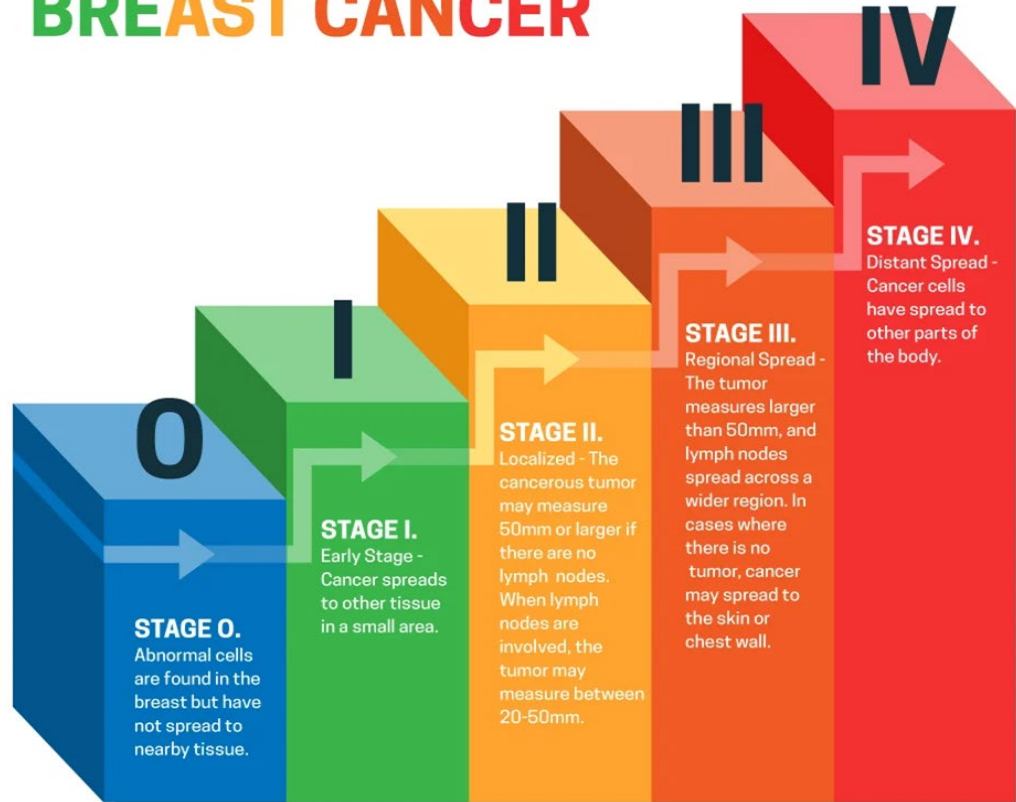 BREAST CANCER
0
I
II
III
IV
STAGE 0.
Abnormal cells
are found in the
breast but have
not spread to
nearby tissue.
STAGE I.
Early Stage -
Cancer spreads
to other tissue
in a small area.
STAGE II.
Localized - The
cancerous tumor
may measure
50mm or larger if
there are no
lymph nodes.
When lymph
nodes are
involved, the
tumor may
measure between
20-50mm.
STAGE III.
Regional Spread -
The tumor
measures larger
than 50mm, and
lymph nodes
spread across a
wider region. In
cases where
there is no
tumor, cancer
may spread to
the skin or
chest wall.
STAGE IV.
Distant Spread -
Cancer cells
have spread to
other parts of
the body.